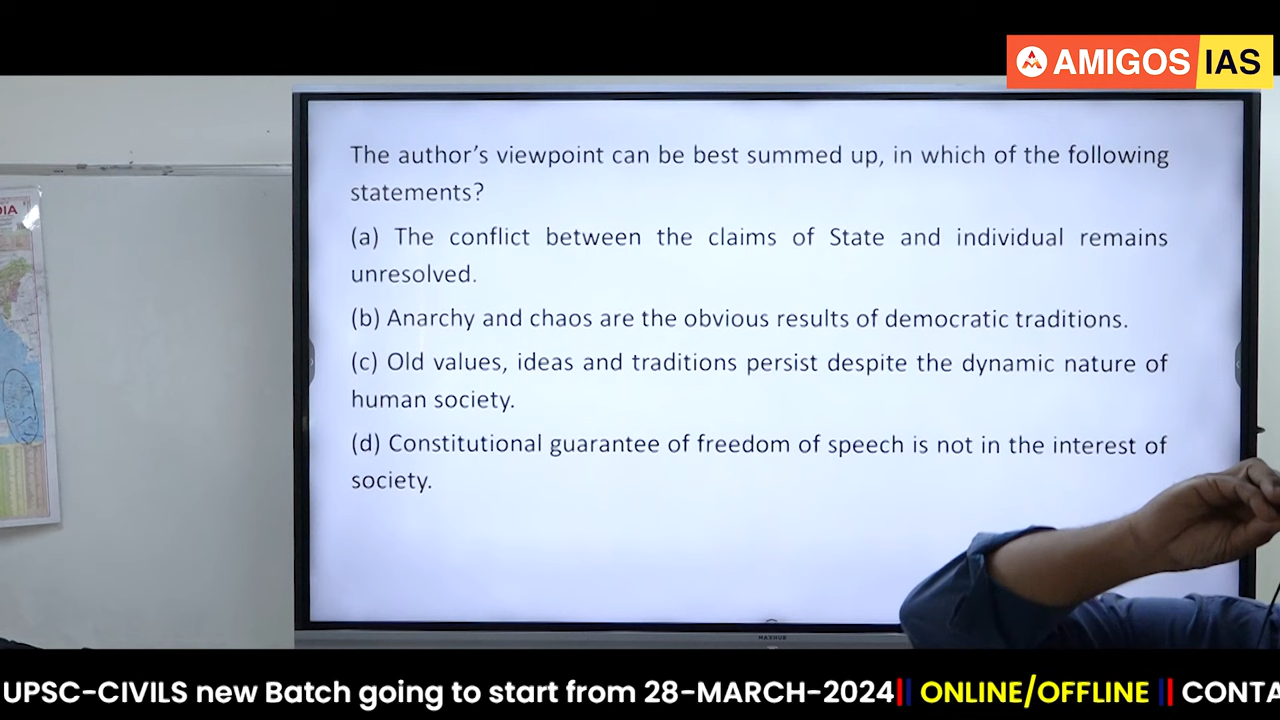 AMIGOS IAS
The author's viewpoint can be best summed up, in which of the following
statements?
(a) The conflict between the claims of State and individual remains
unresolved.
(b) Anarchy and chaos are the obvious results of democratic traditions.
(c) Old values, ideas and traditions persist despite the dynamic nature of
human society.
(d) Constitutional guarantee of freedom of speech is not in the interest of
society.
MAXHUB
DIA
UPSC-CIVILS new Batch going to start from 28-MARCH-2024|| ONLINE/OFFLINE || CONTA